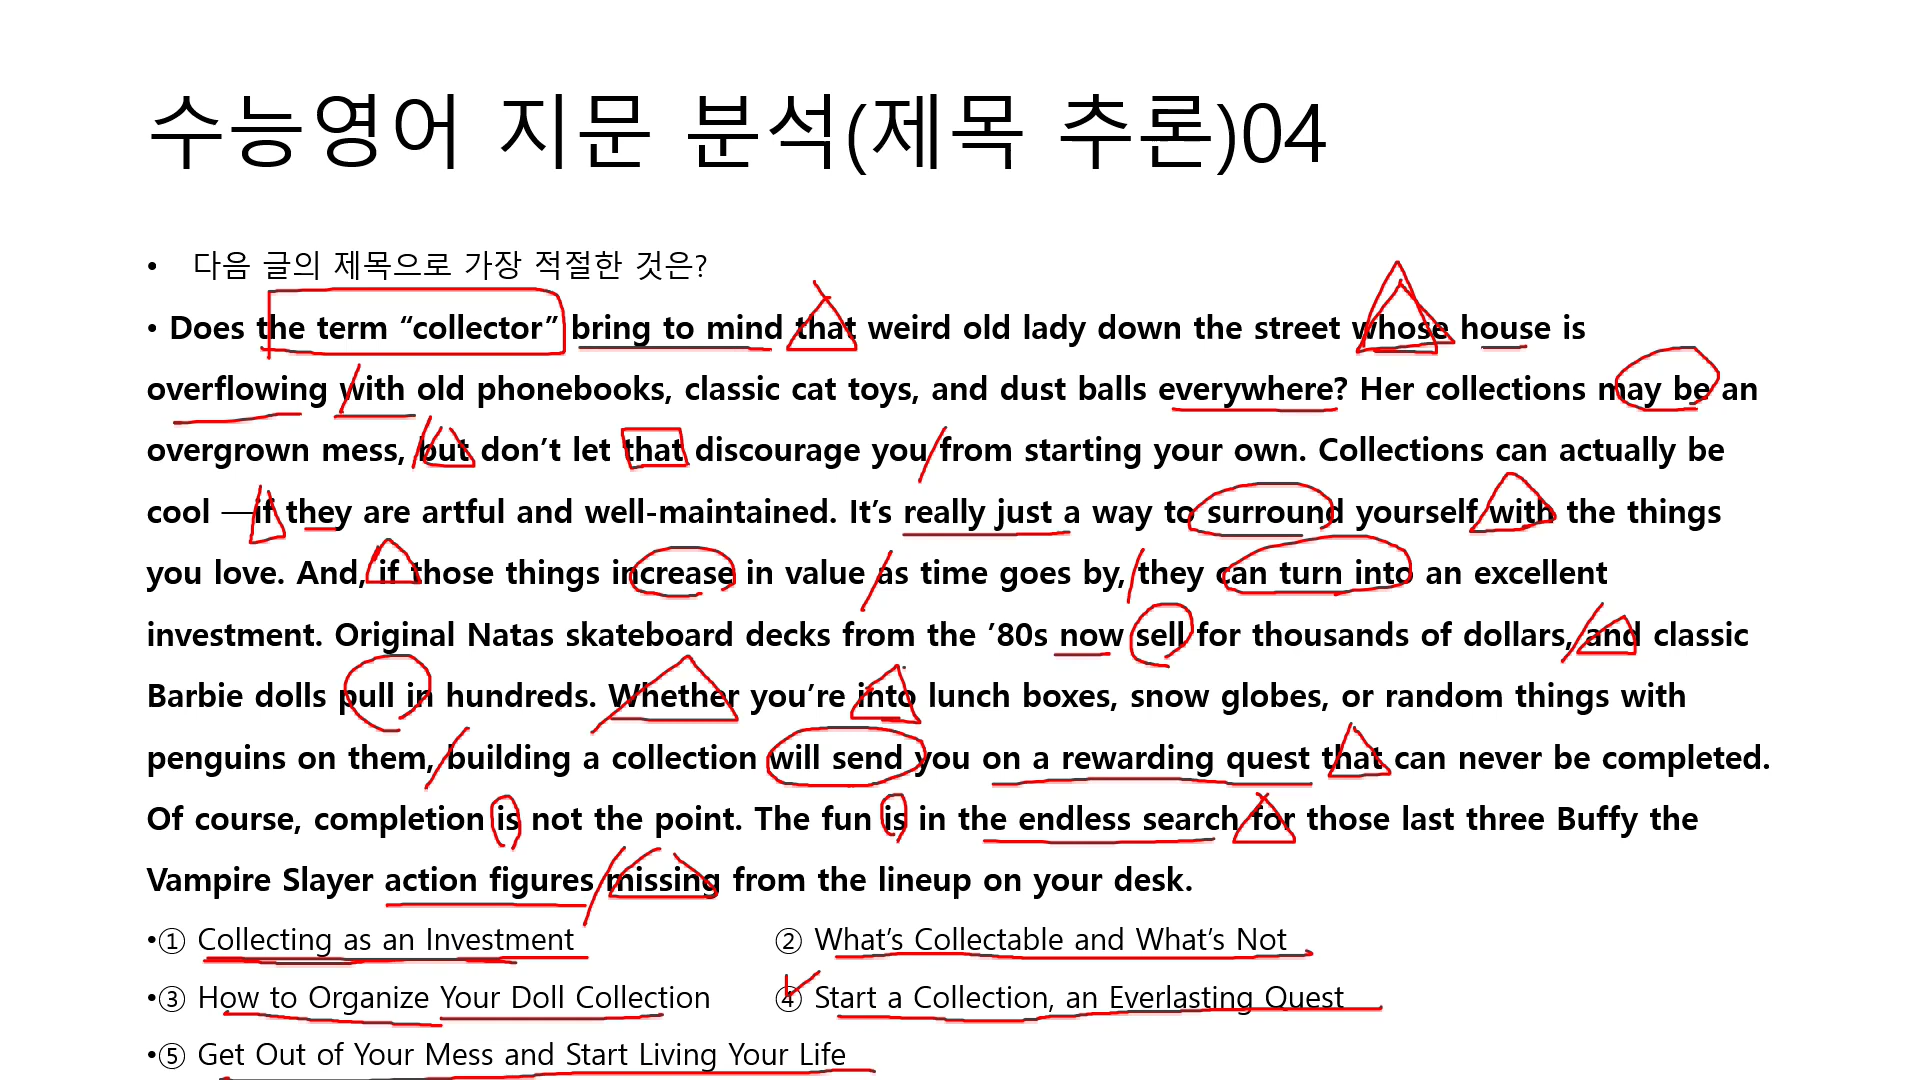 수능영어 지문 분석(제목 추론)04
• 다음 글의 제목으로 가장 적절한 것은?
• Does the term “collector” bring to mind that weird old lady down the street whose house is
overflowing with old phonebooks, classic cat toys, and dust balls everywhere? Her collections may be an
overgrown mess, but don’t let that discourage you from starting your own. Collections can actually be
cool —if they are artful and well-maintained. It’s really just a way to surround yourself with the things
you love. And, if those things increase in value as time goes by, they can turn into an excellent
investment. Original Natas skateboard decks from the ’80s now sell for thousands of dollars, and classic
Barbie dolls pull in hundreds. Whether you’re into lunch boxes, snow globes, or random things with
penguins on them, building a collection will send you on a rewarding quest that can never be completed.
Of course, completion is not the point. The fun is in the endless search for those last three Buffy the
Vampire Slayer action figures missing from the lineup on your desk.
•① Collecting as an Investment ② What’s Collectable and What’s Not
•③ How to Organize Your Doll Collection ④ Start a Collection, an Everlasting Quest
•⑤ Get Out of Your Mess and Start Living Your Life